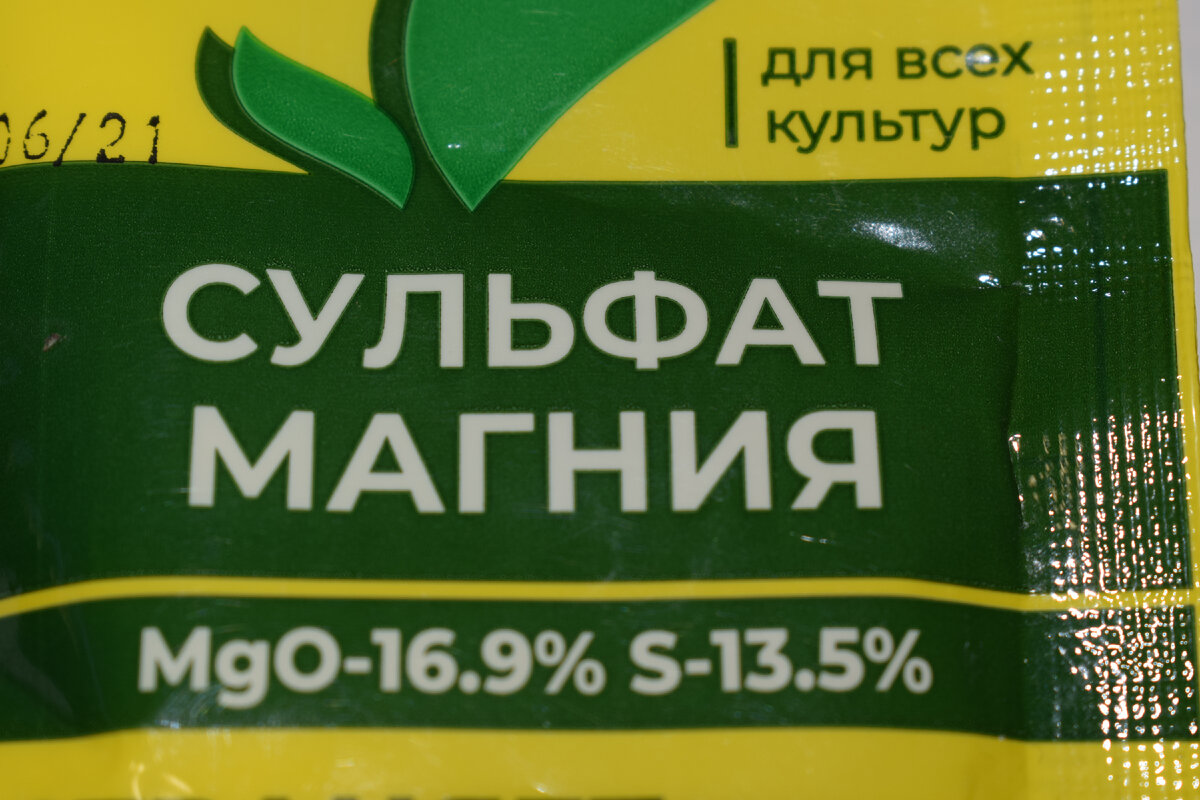 для всех
культур
06/21
СУЛЬФАТ
МАГНИЯ
MgO-16.9% S-13.5%